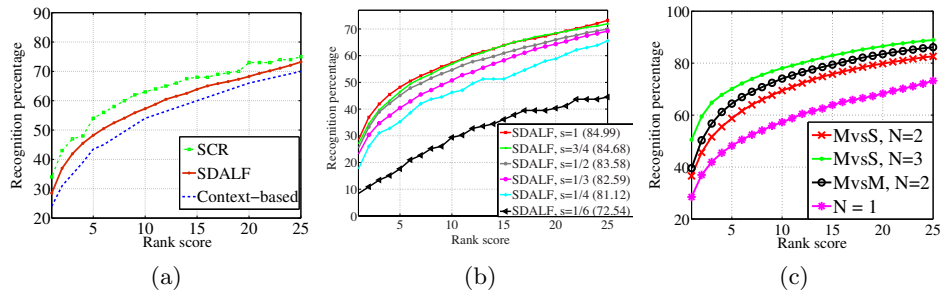 90
80
70
60
50
40
30
20
5
10
15
20
25
Recognition percentage
Rank score
SCR
SDALF
Context−based
(a)
70
60
50
40
30
20
10
0
5
10
15
20
25
Recognition percentage
Rank score
SDALF, s=1 (84.99)
SDALF, s=3/4 (84.68)
SDALF, s=1/2 (83.58)
SDALF, s=1/3 (82.59)
SDALF, s=1/4 (81.12)
SDALF, s=1/6 (72.54)
(b)
100
80
60
40
20
5
10
15
20
25
Recognition percentage
Rank score
MvsS, N=2
MvsS, N=3
MvsM, N=2
N = 1
(c)